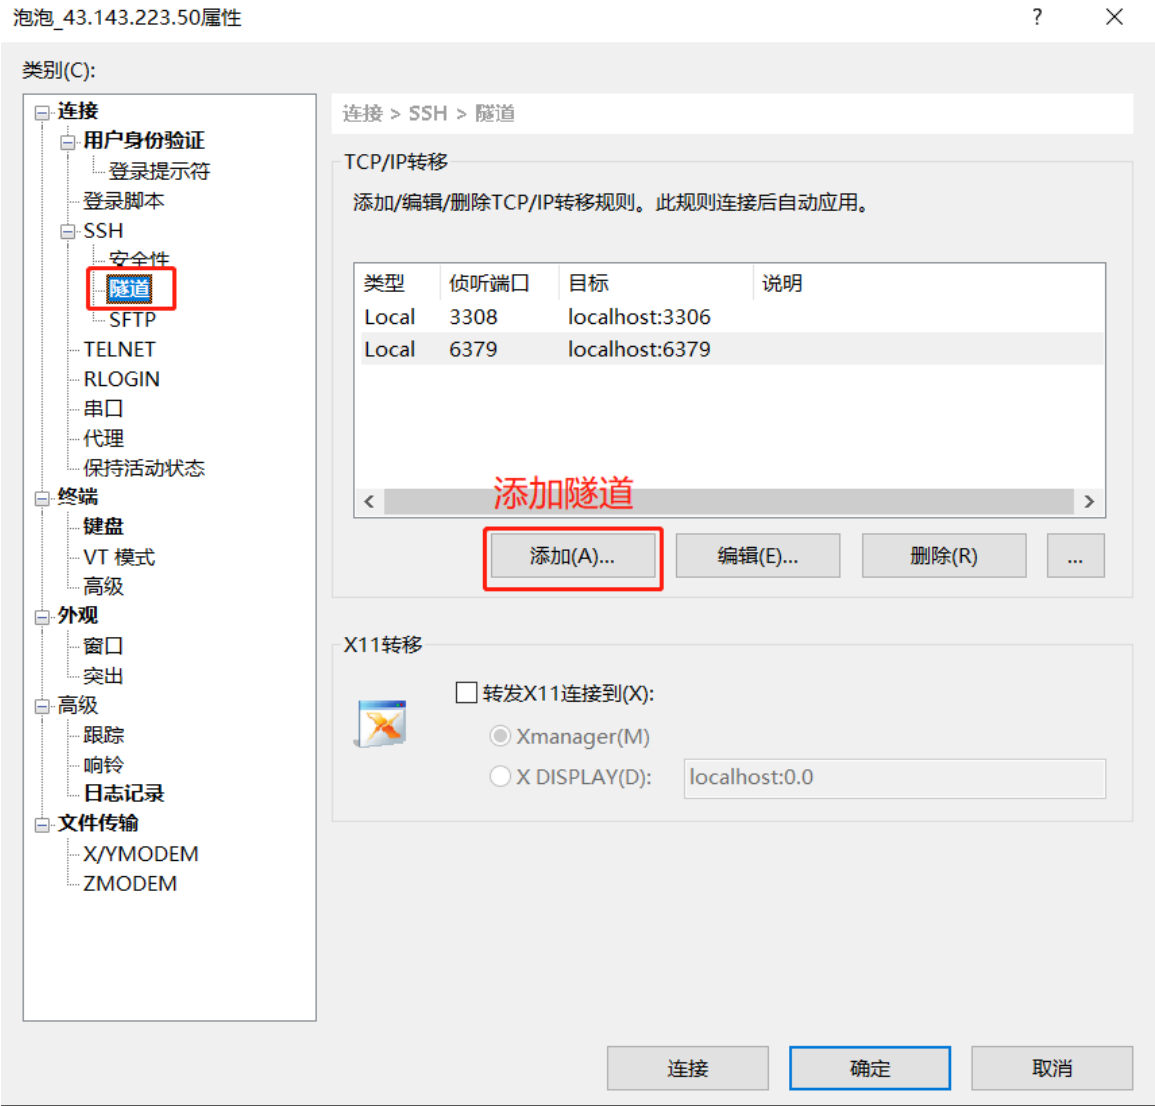 泡泡_43.143.223.50属性
?
类别(C):
连接
用户身份验证
登录提示符
登录脚本
SSH
安全性
隧道
SFTP
TELNET
RLOGIN
串口
代理
保持活动状态
终端
键盘
VT 模式
高级
外观
窗口
突出
高级
跟踪
响铃
日志记录
文件传输
X/YMODEM
ZMODEM
连接 > SSH > 隧道
TCP/IP转移
添加/编辑/删除TCP/IP转移规则。此规则连接后自动应用。
类型 侦听端口 目标 说明
Local 3308 localhost:3306
Local 6379 localhost:6379
添加隧道
添加(A)... 编辑(E)... 删除(R) ...
X11转移
转发X11连接到(X):
Xmanager(M)
X DISPLAY(D): localhost:0.0
连接 确定 取消